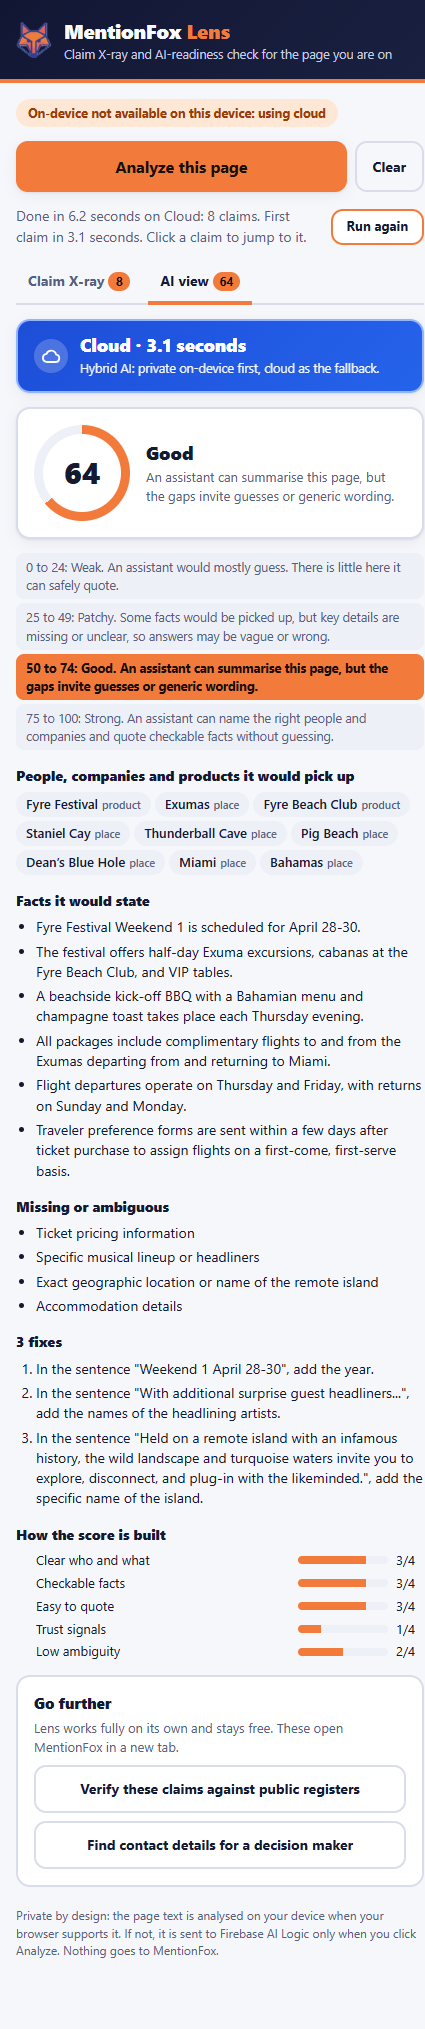 MentionFox Lens
Claim X-ray and AI-readiness check for the page you are on
On-device not available on this device: using cloud
Analyze this page
Clear
Done in 6.2 seconds on Cloud: 8 claims. First
claim in 3.1 seconds. Click a claim to jump to it.
Run again
Claim X-ray 8
AI view 64
Cloud · 3.1 seconds
Hybrid AI: private on-device first, cloud as the fallback.
64
Good
An assistant can summarise this page, but
the gaps invite guesses or generic wording.
0 to 24: Weak. An assistant would mostly guess. There is little here it
can safely quote.
25 to 49: Patchy. Some facts would be picked up, but key details are
missing or unclear, so answers may be vague or wrong.
50 to 74: Good. An assistant can summarise this page, but the
gaps invite guesses or generic wording.
75 to 100: Strong. An assistant can name the right people and
companies and quote checkable facts without guessing.
People, companies and products it would pick up
Fyre Festival product
Exumas place
Fyre Beach Club product
Staniel Cay place
Thunderball Cave place
Pig Beach place
Dean's Blue Hole place
Miami place
Bahamas place
Facts it would state
• Fyre Festival Weekend 1 is scheduled for April 28-30.
• The festival offers half-day Exuma excursions, cabanas at the
Fyre Beach Club, and VIP tables.
• A beachside kick-off BBQ with a Bahamian menu and
champagne toast takes place each Thursday evening.
• All packages include complimentary flights to and from the
Exumas departing from and returning to Miami.
• Flight departures operate on Thursday and Friday, with returns
on Sunday and Monday.
• Traveler preference forms are sent within a few days after
ticket purchase to assign flights on a first-come, first-serve
basis.
Missing or ambiguous
• Ticket pricing information
• Specific musical lineup or headliners
• Exact geographic location or name of the remote island
• Accommodation details
3 fixes
1. In the sentence "Weekend 1 April 28-30", add the year.
2. In the sentence "With additional surprise guest headliners...",
add the names of the headlining artists.
3. In the sentence "Held on a remote island with an infamous
history, the wild landscape and turquoise waters invite you to
explore, disconnect, and plug-in with the likeminded.", add the
specific name of the island.
How the score is built
Clear who and what 3/4
Checkable facts 3/4
Easy to quote 3/4
Trust signals 1/4
Low ambiguity 2/4
Go further
Lens works fully on its own and stays free. These open
MentionFox in a new tab.
Verify these claims against public registers
Find contact details for a decision maker
Private by design: the page text is analysed on your device when your
browser supports it. If not, it is sent to Firebase AI Logic only when you click
Analyze. Nothing goes to MentionFox.